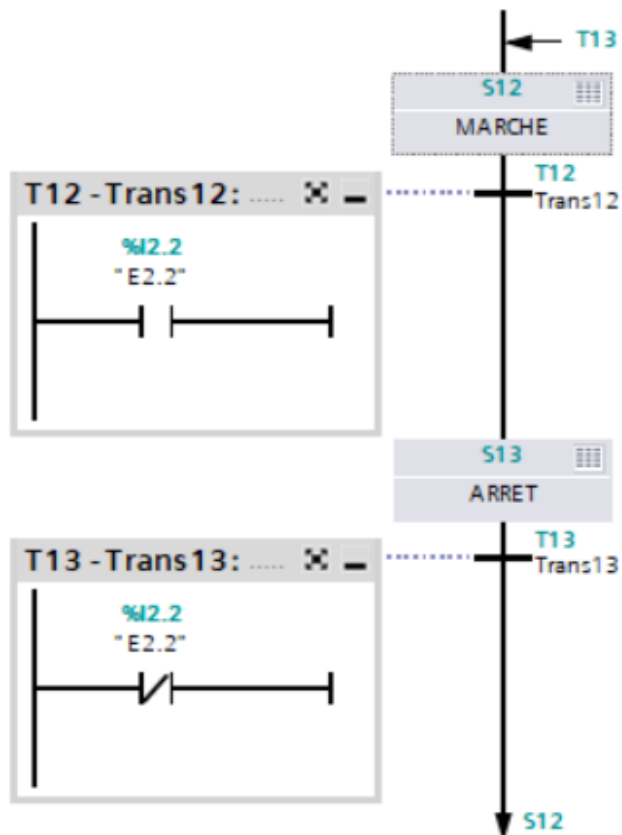 T13
S12
MARCHE
T12
Trans12
T12 - Trans12: .....
%I2.2
"E2.2"
S13
ARRET
T13
Trans13
T13 - Trans13: .....
%I2.2
"E2.2"
S12